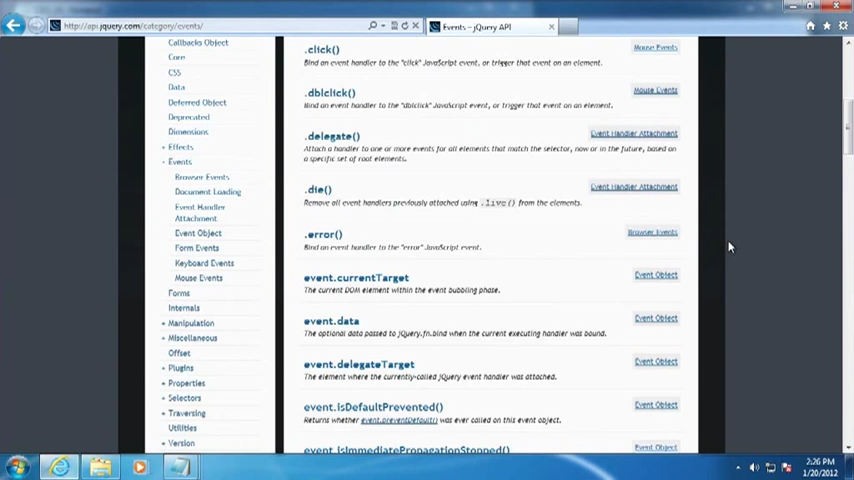 http://api.jquery.com/category/events/
Events – jQuery API
Callbacks Object
Core
CSS
Data
Deferred Object
Deprecated
Dimensions
Effects
Events
Browser Events
Document Loading
Event Handler
Attachment
Event Object
Form Events
Keyboard Events
Mouse Events
Forms
Internals
Manipulation
Miscellaneous
Offset
Plugins
Properties
Selectors
Traversing
Utilities
Version
.click()
Mouse Events
Bind an event handler to the "click" JavaScript event, or trigger that event on an element.
.dblclick()
Mouse Events
Bind an event handler to the "dblclick" JavaScript event, or trigger that event on an element.
.delegate()
Event Handler Attachment
Attach a handler to one or more events for all elements that match the selector, now or in the future, based on
a specific set of root elements.
.die()
Event Handler Attachment
Remove all event handlers previously attached using .live() from the elements.
.error()
Browser Events
Bind an event handler to the "error" JavaScript event.
event.currentTarget
Event Object
The current DOM element within the event bubbling phase.
event.data
Event Object
The optional data passed to jQuery.fn.bind when the current executing handler was bound.
event.delegateTarget
Event Object
The element where the currently-called jQuery event handler was attached.
event.isDefaultPrevented()
Event Object
Returns whether event.preventDefault() was ever called on this event object.
event.isImmediatePropagationStopped()
Event Object
2:26 PM
1/20/2012